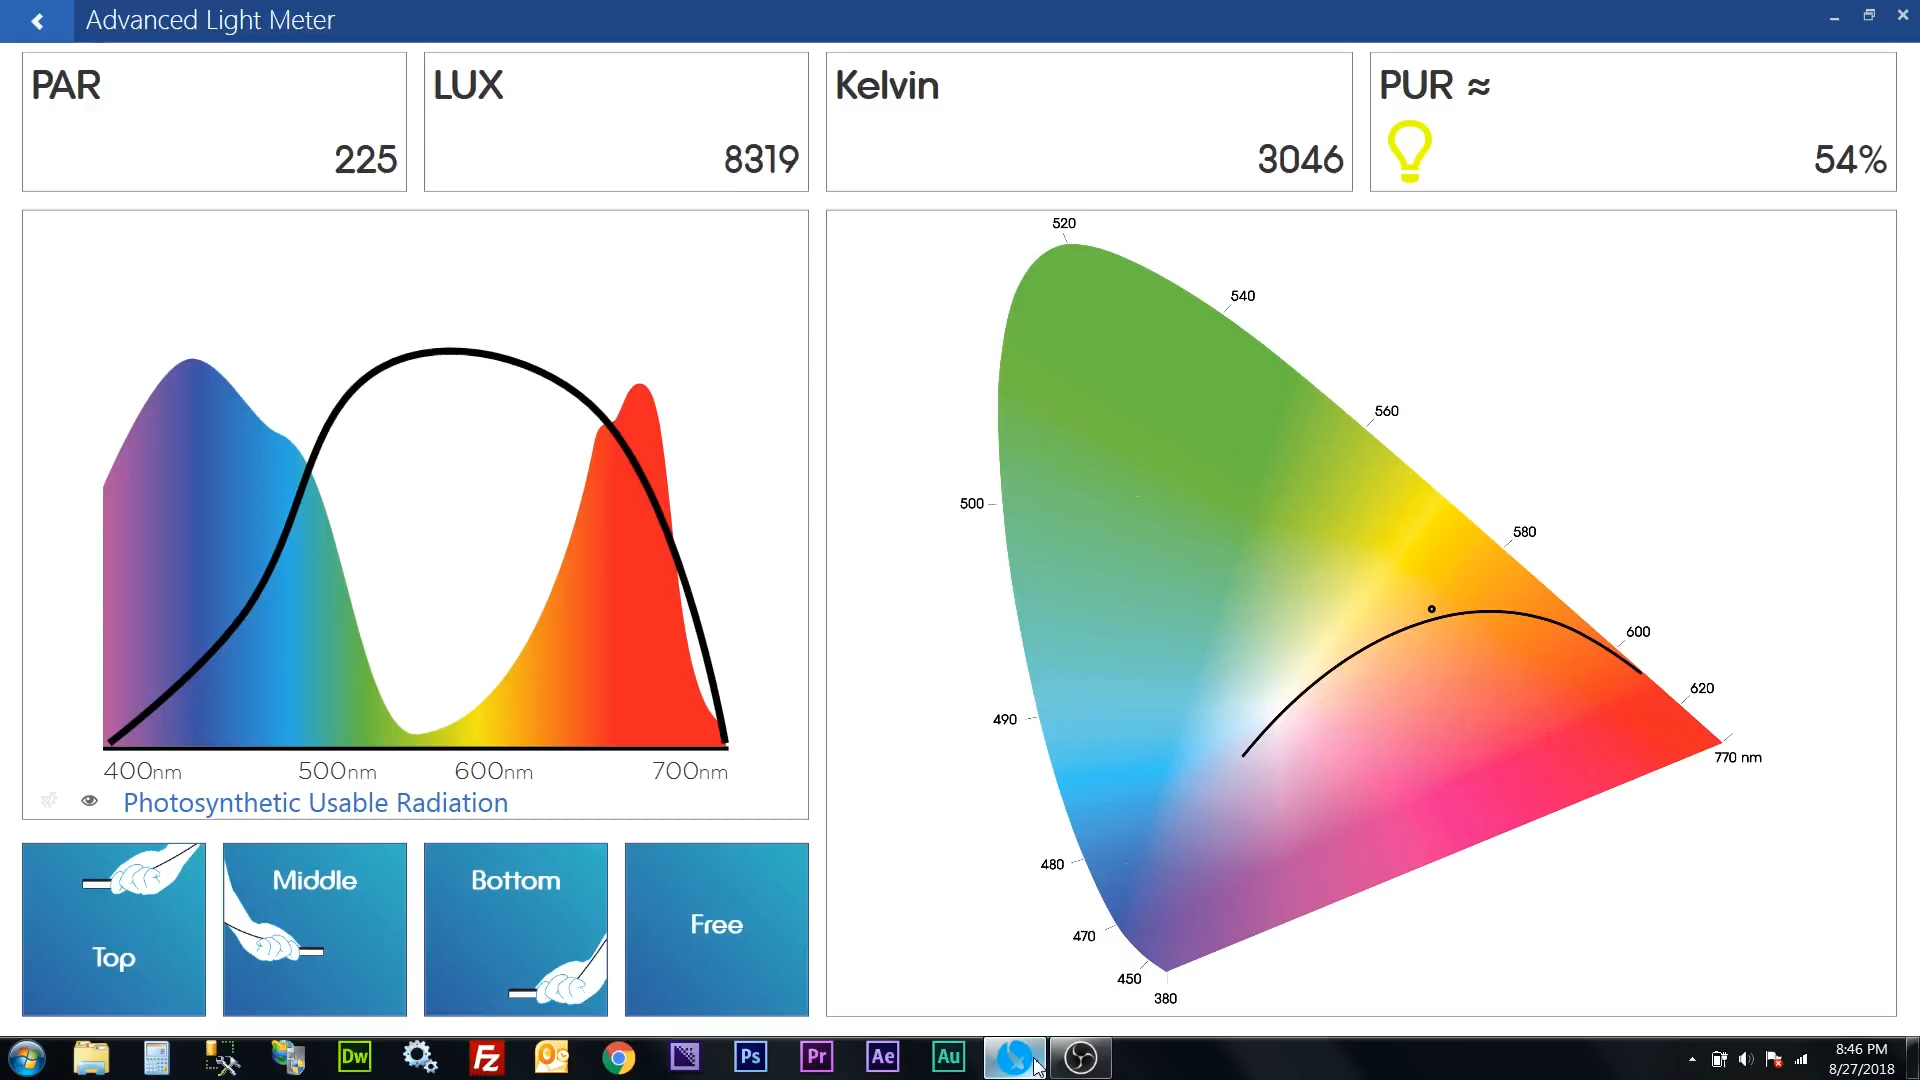 Advanced Light Meter
PAR
225
LUX
8319
Kelvin
3046
PUR ≈
54%
400nm 500nm 600nm 700nm
Photosynthetic Usable Radiation
520
540
560
500
580
600
620
490
770 nm
480
470
450
380
Top
Middle
Bottom
Free
Dw
Fz
Ps
Pr
Ae
Au
8:46 PM
8/27/2018